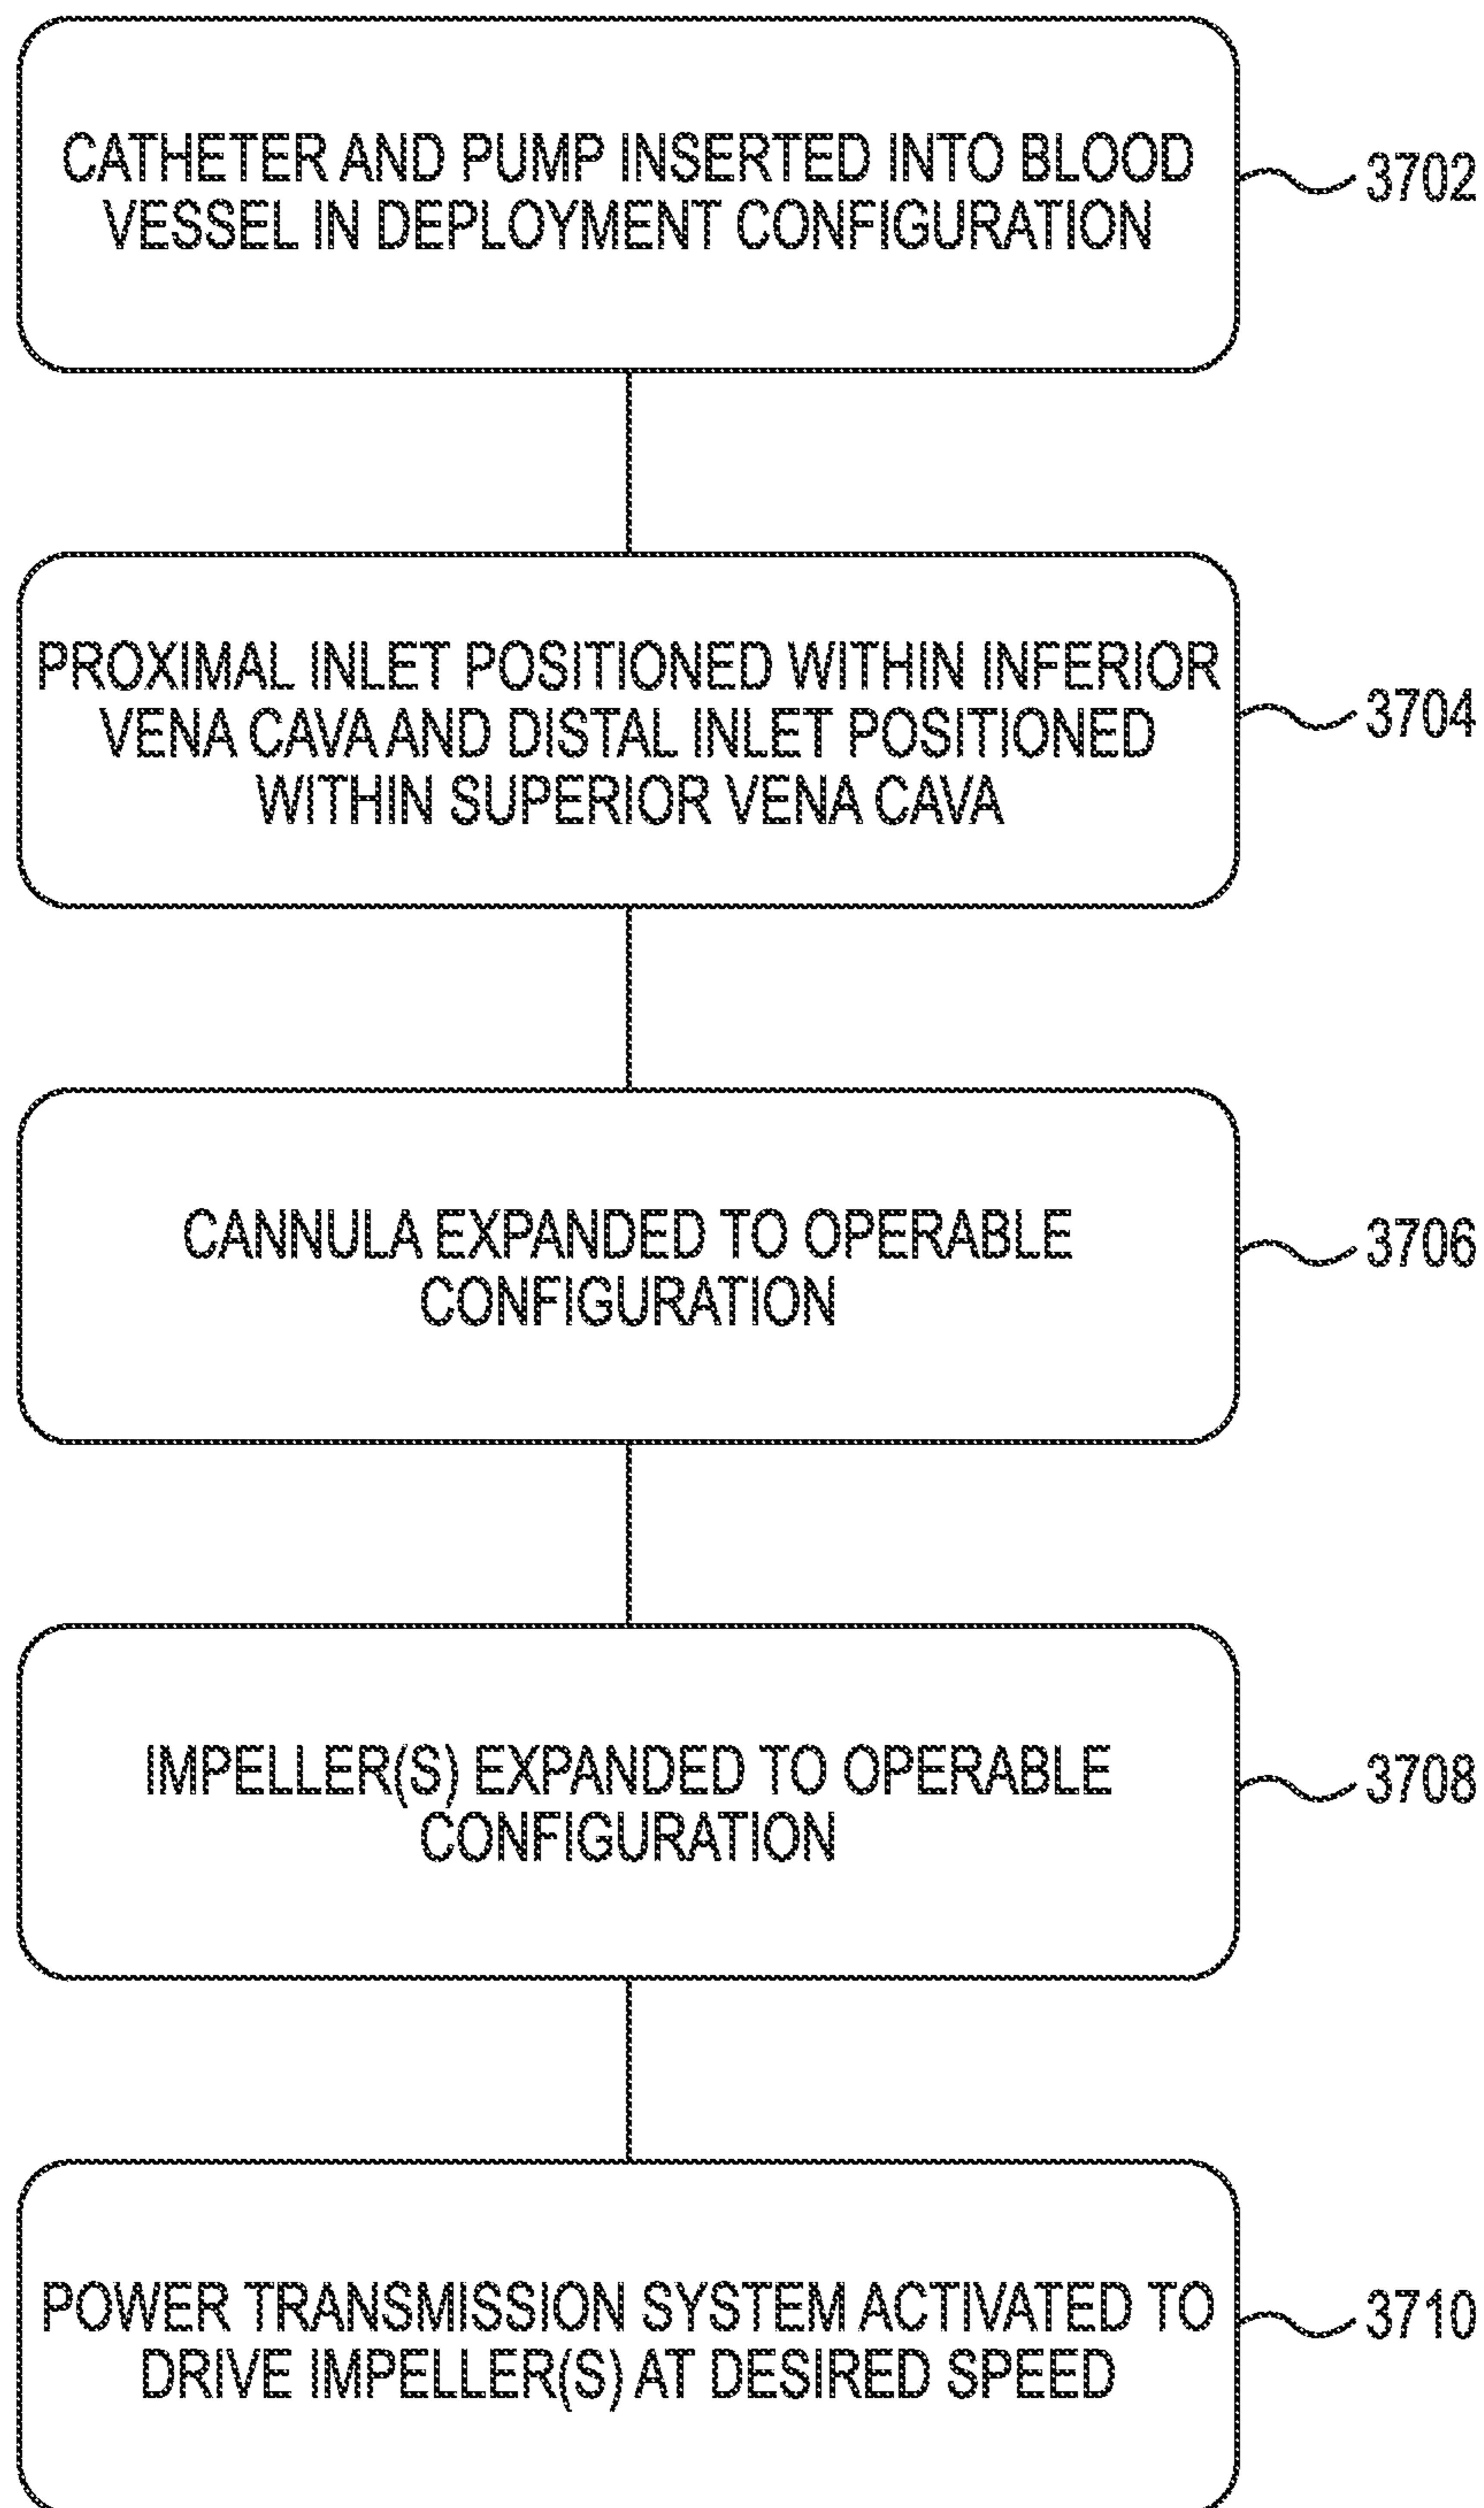 CATHETER AND PUMP INSERTED INTO BLOOD
VESSEL IN DEPLOYMENT CONFIGURATION
3702
PROXIMAL INLET POSITIONED WITHIN INFERIOR
VENA CAVA AND DISTAL INLET POSITIONED
WITHIN SUPERIOR VENA CAVA
3704
CANNULA EXPANDED TO OPERABLE
CONFIGURATION
3706
IMPELLER(S) EXPANDED TO OPERABLE
CONFIGURATION
3708
POWER TRANSMISSION SYSTEM ACTIVATED TO
DRIVE IMPELLER(S) AT DESIRED SPEED
3710